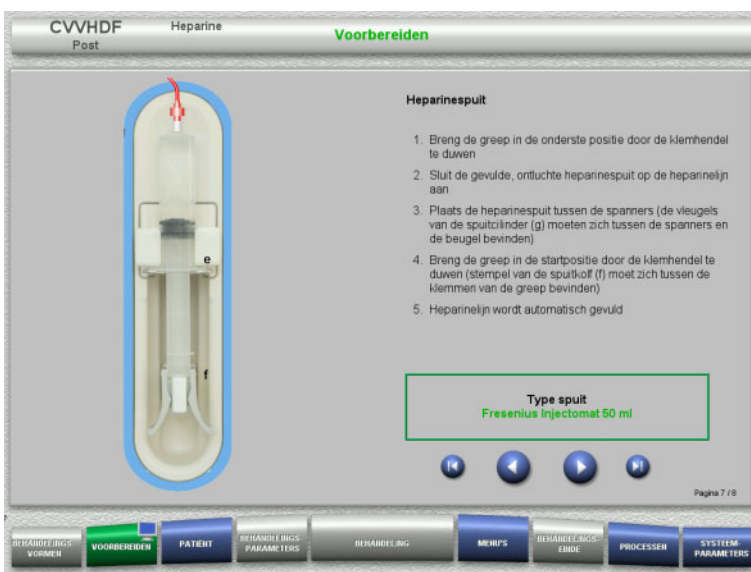 CVVHDF
Heparine
Post
Voorbereiden
e
f
Heparinespuit
1. Breng de greep in de onderste positie door de klemhendel
te duwen
2. Sluit de gevulde, ontluchte heparinespuit op de heparinelijn
aan
3. Plaats de heparinespuit tussen de spanners (de vleugels
van de spuitcilinder (g) moeten zich tussen de spanners en
de beugel bevinden)
4. Breng de greep in de startpositie door de klemhendel te
duwen (stempel van de spuitkolf (f) moet zich tussen de
klemmen van de greep bevinden)
5. Heparinelijn wordt automatisch gevuld
Type spuit
Fresenius Injectomat 50 ml
Pagina 7 / 8
BEHANDELINGS-
VORMEN
VOORBEREIDEN
PATIËNT
BEHANDELINGS-
PARAMETERS
BEHANDELING
MENU'S
BEHANDELINGS-
EINDE
PROCESSEN
SYSTEEM-
PARAMETERS